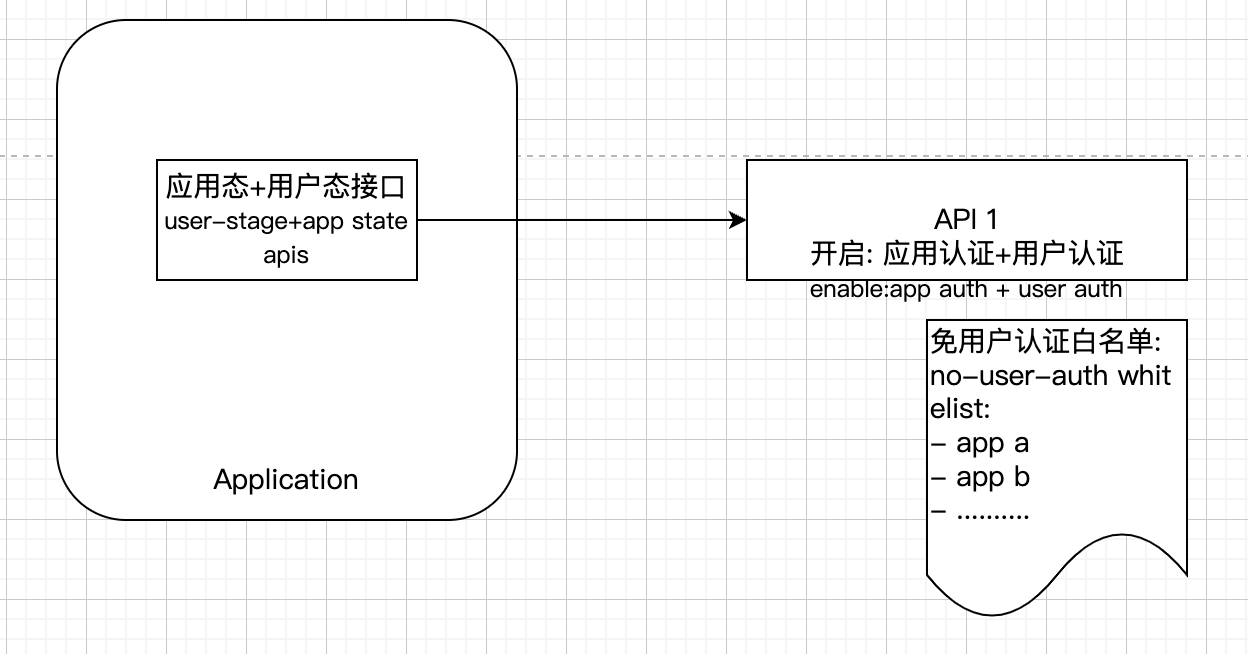 应用态+用户态接口
user-stage+app state
apis
Application
API 1
开启: 应用认证+用户认证
enable:app auth + user auth
免用户认证白名单:
no-user-auth whit
elist:
- app a
- app b
- ..........